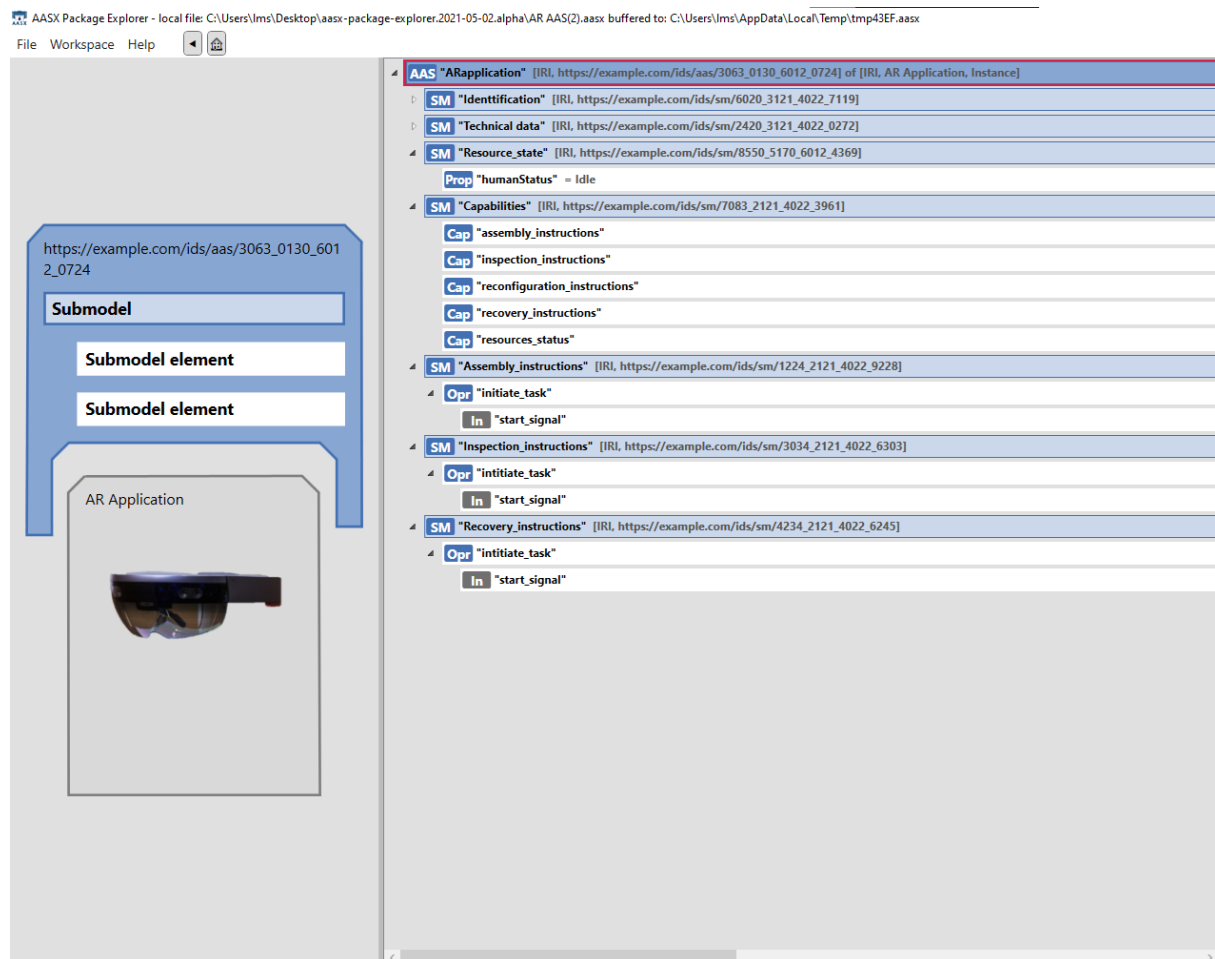 AASX Package Explorer - local file: C:\Users\lms\Desktop\aasx-package-explorer.2021-05-02.alpha\AR AAS(2).aasx buffered to: C:\Users\lms\AppData\Local\Temp\tmp43EF.aasx
File Workspace Help
https://example.com/ids/aas/3063_0130_601
2_0724
Submodel
Submodel element
Submodel element
AR Application
AAS "ARapplication" [IRI, https://example.com/ids/aas/3063_0130_6012_0724] of [IRI, AR Application, Instance]
SM "Identtification" [IRI, https://example.com/ids/sm/6020_3121_4022_7119]
SM "Technical data" [IRI, https://example.com/ids/sm/2420_3121_4022_0272]
SM "Resource_state" [IRI, https://example.com/ids/sm/8550_5170_6012_4369]
Prop "humanStatus" = Idle
SM "Capabilities" [IRI, https://example.com/ids/sm/7083_2121_4022_3961]
Cap "assembly_instructions"
Cap "inspection_instructions"
Cap "reconfiguration_instructions"
Cap "recovery_instructions"
Cap "resources_status"
SM "Assembly_instructions" [IRI, https://example.com/ids/sm/1224_2121_4022_9228]
Opr "initiate_task"
In "start_signal"
SM "Inspection_instructions" [IRI, https://example.com/ids/sm/3034_2121_4022_6303]
Opr "intitiate_task"
In "start_signal"
SM "Recovery_instructions" [IRI, https://example.com/ids/sm/4234_2121_4022_6245]
Opr "intitiate_task"
In "start_signal"